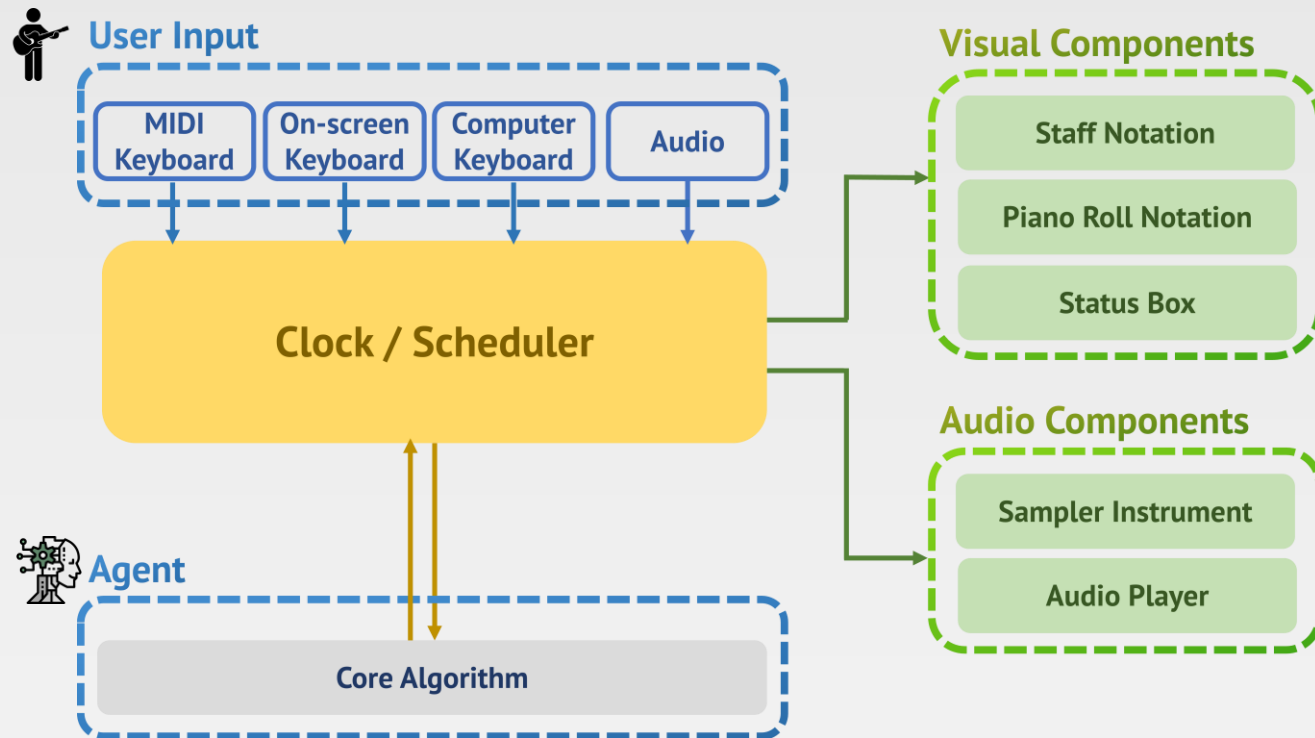 User Input
MIDI
Keyboard
On-screen
Keyboard
Computer
Keyboard
Audio
Clock / Scheduler
Agent
Core Algorithm
Visual Components
Staff Notation
Piano Roll Notation
Status Box
Audio Components
Sampler Instrument
Audio Player